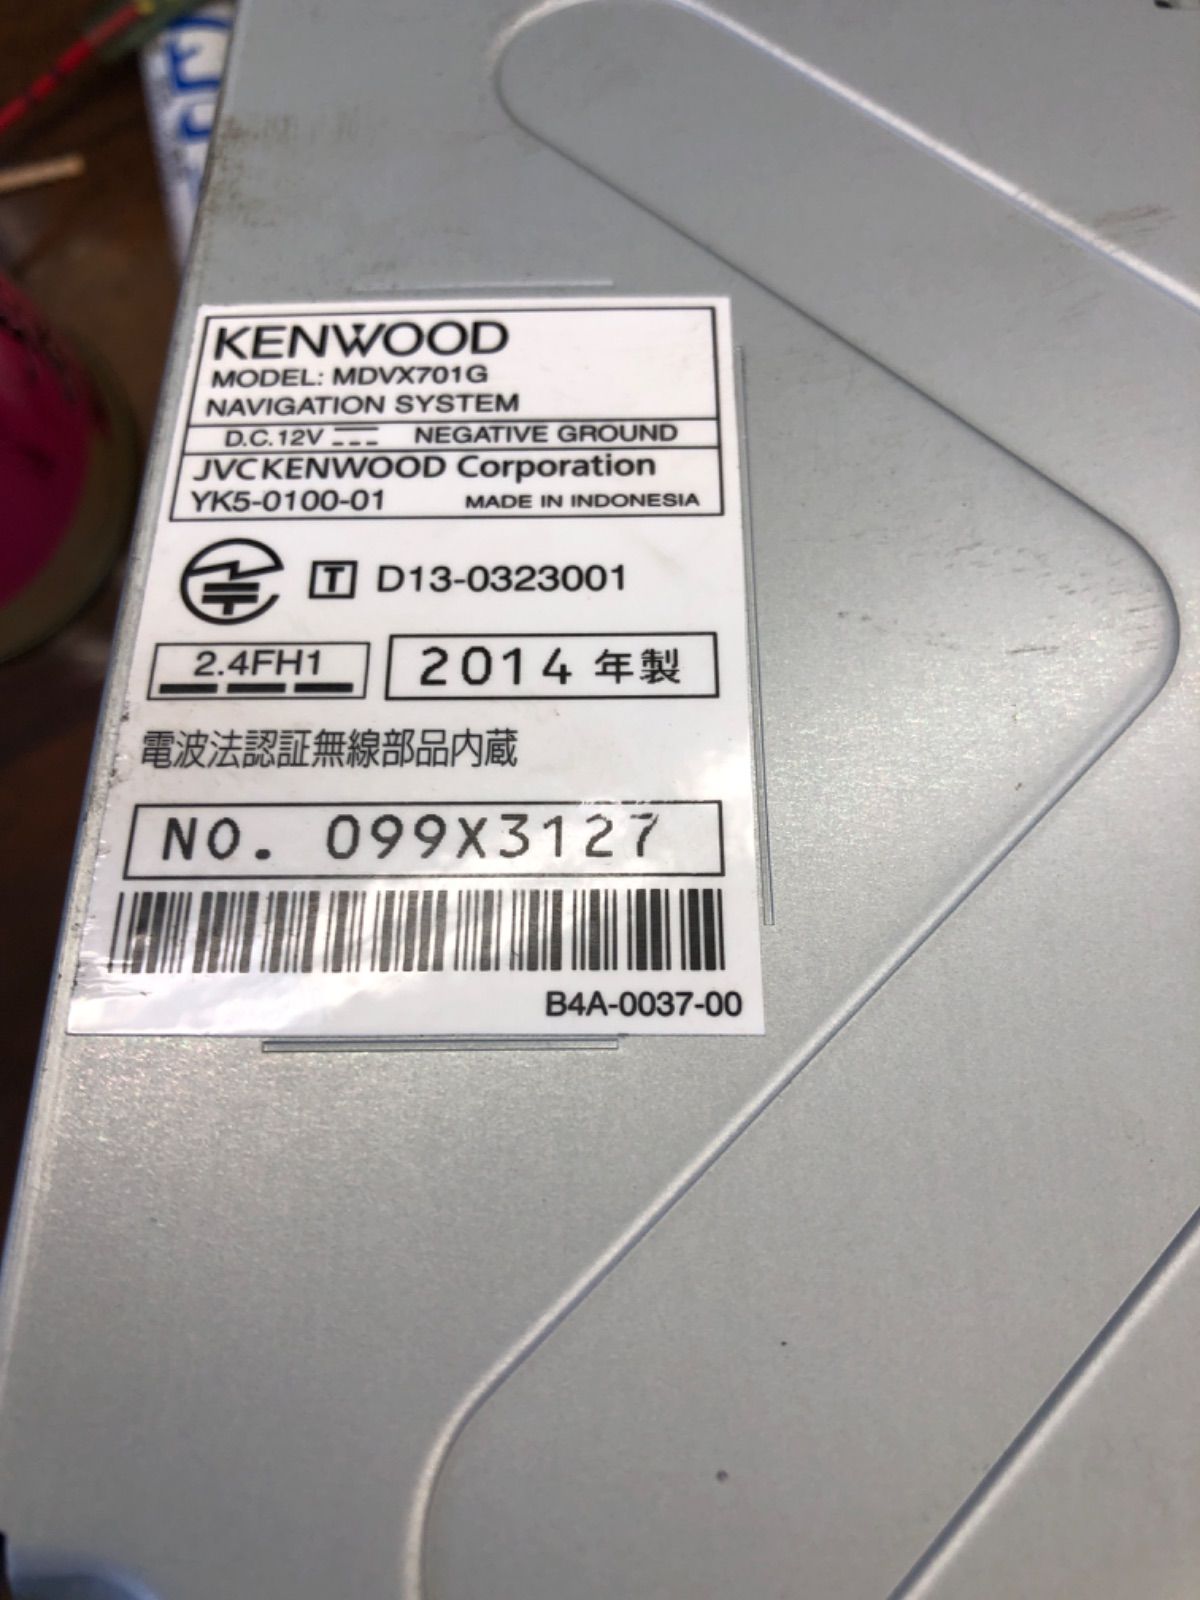 KENWOOD
MODEL: MDVX701G
NAVIGATION SYSTEM
D.C.12V ⎓ NEGATIVE GROUND
JVCKENWOOD Corporation
YK5-0100-01 MADE IN INDONESIA
T D13-0323001
2.4FH1 2014 年製
電波法認証無線部品内蔵
NO. 099X3127
B4A-0037-00